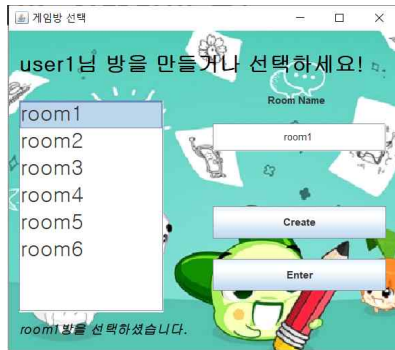 게임방 선택
user1님 방을 만들거나 선택하세요!
Room Name
room1
room1
room2
room3
room4
room5
room6
Create
Enter
room1방을 선택하셨습니다.